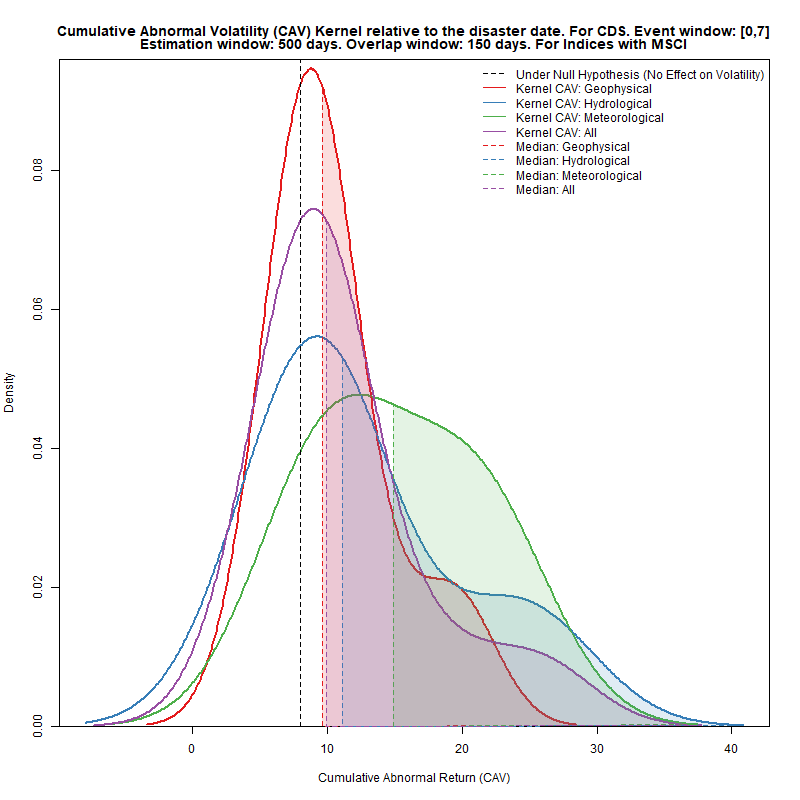 Cumulative Abnormal Volatility (CAV) Kernel relative to the disaster date. For CDS. Event window: [0,7]
Estimation window: 500 days. Overlap window: 150 days. For Indices with MSCI
Under Null Hypothesis (No Effect on Volatility)
Kernel CAV: Geophysical
Kernel CAV: Hydrological
Kernel CAV: Meteorological
Kernel CAV: All
Median: Geophysical
Median: Hydrological
Median: Meteorological
Median: All
Density
0.08
0.06
0.04
0.02
0.00
0 10 20 30 40
Cumulative Abnormal Return (CAV)